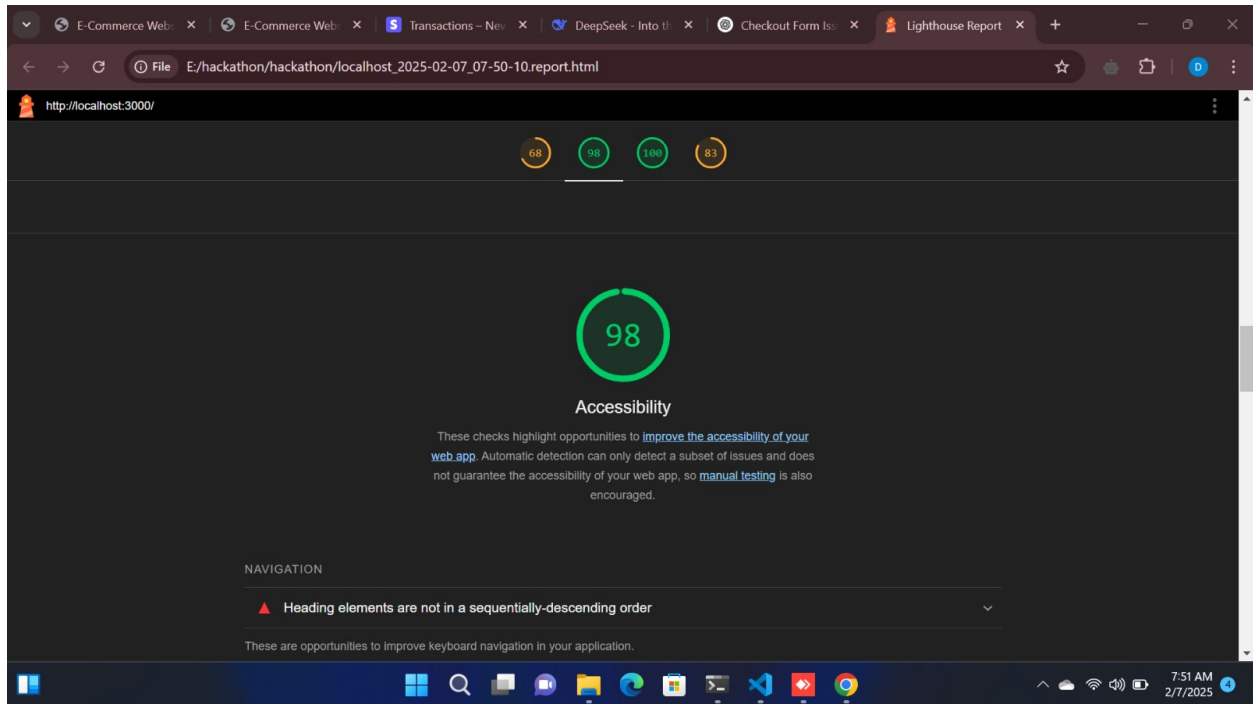 E-Commerce Webs
E-Commerce Web:
S Transactions – Nev
DeepSeek - Into th
Checkout Form Iss
Lighthouse Report
File E:/hackathon/hackathon/localhost_2025-02-07_07-50-10.report.html
D
http://localhost:3000/
68 98 100 83
98
Accessibility
These checks highlight opportunities to improve the accessibility of your
web app. Automatic detection can only detect a subset of issues and does
not guarantee the accessibility of your web app, so manual testing is also
encouraged.
NAVIGATION
Heading elements are not in a sequentially-descending order
These are opportunities to improve keyboard navigation in your application.
7:51 AM
2/7/2025
4